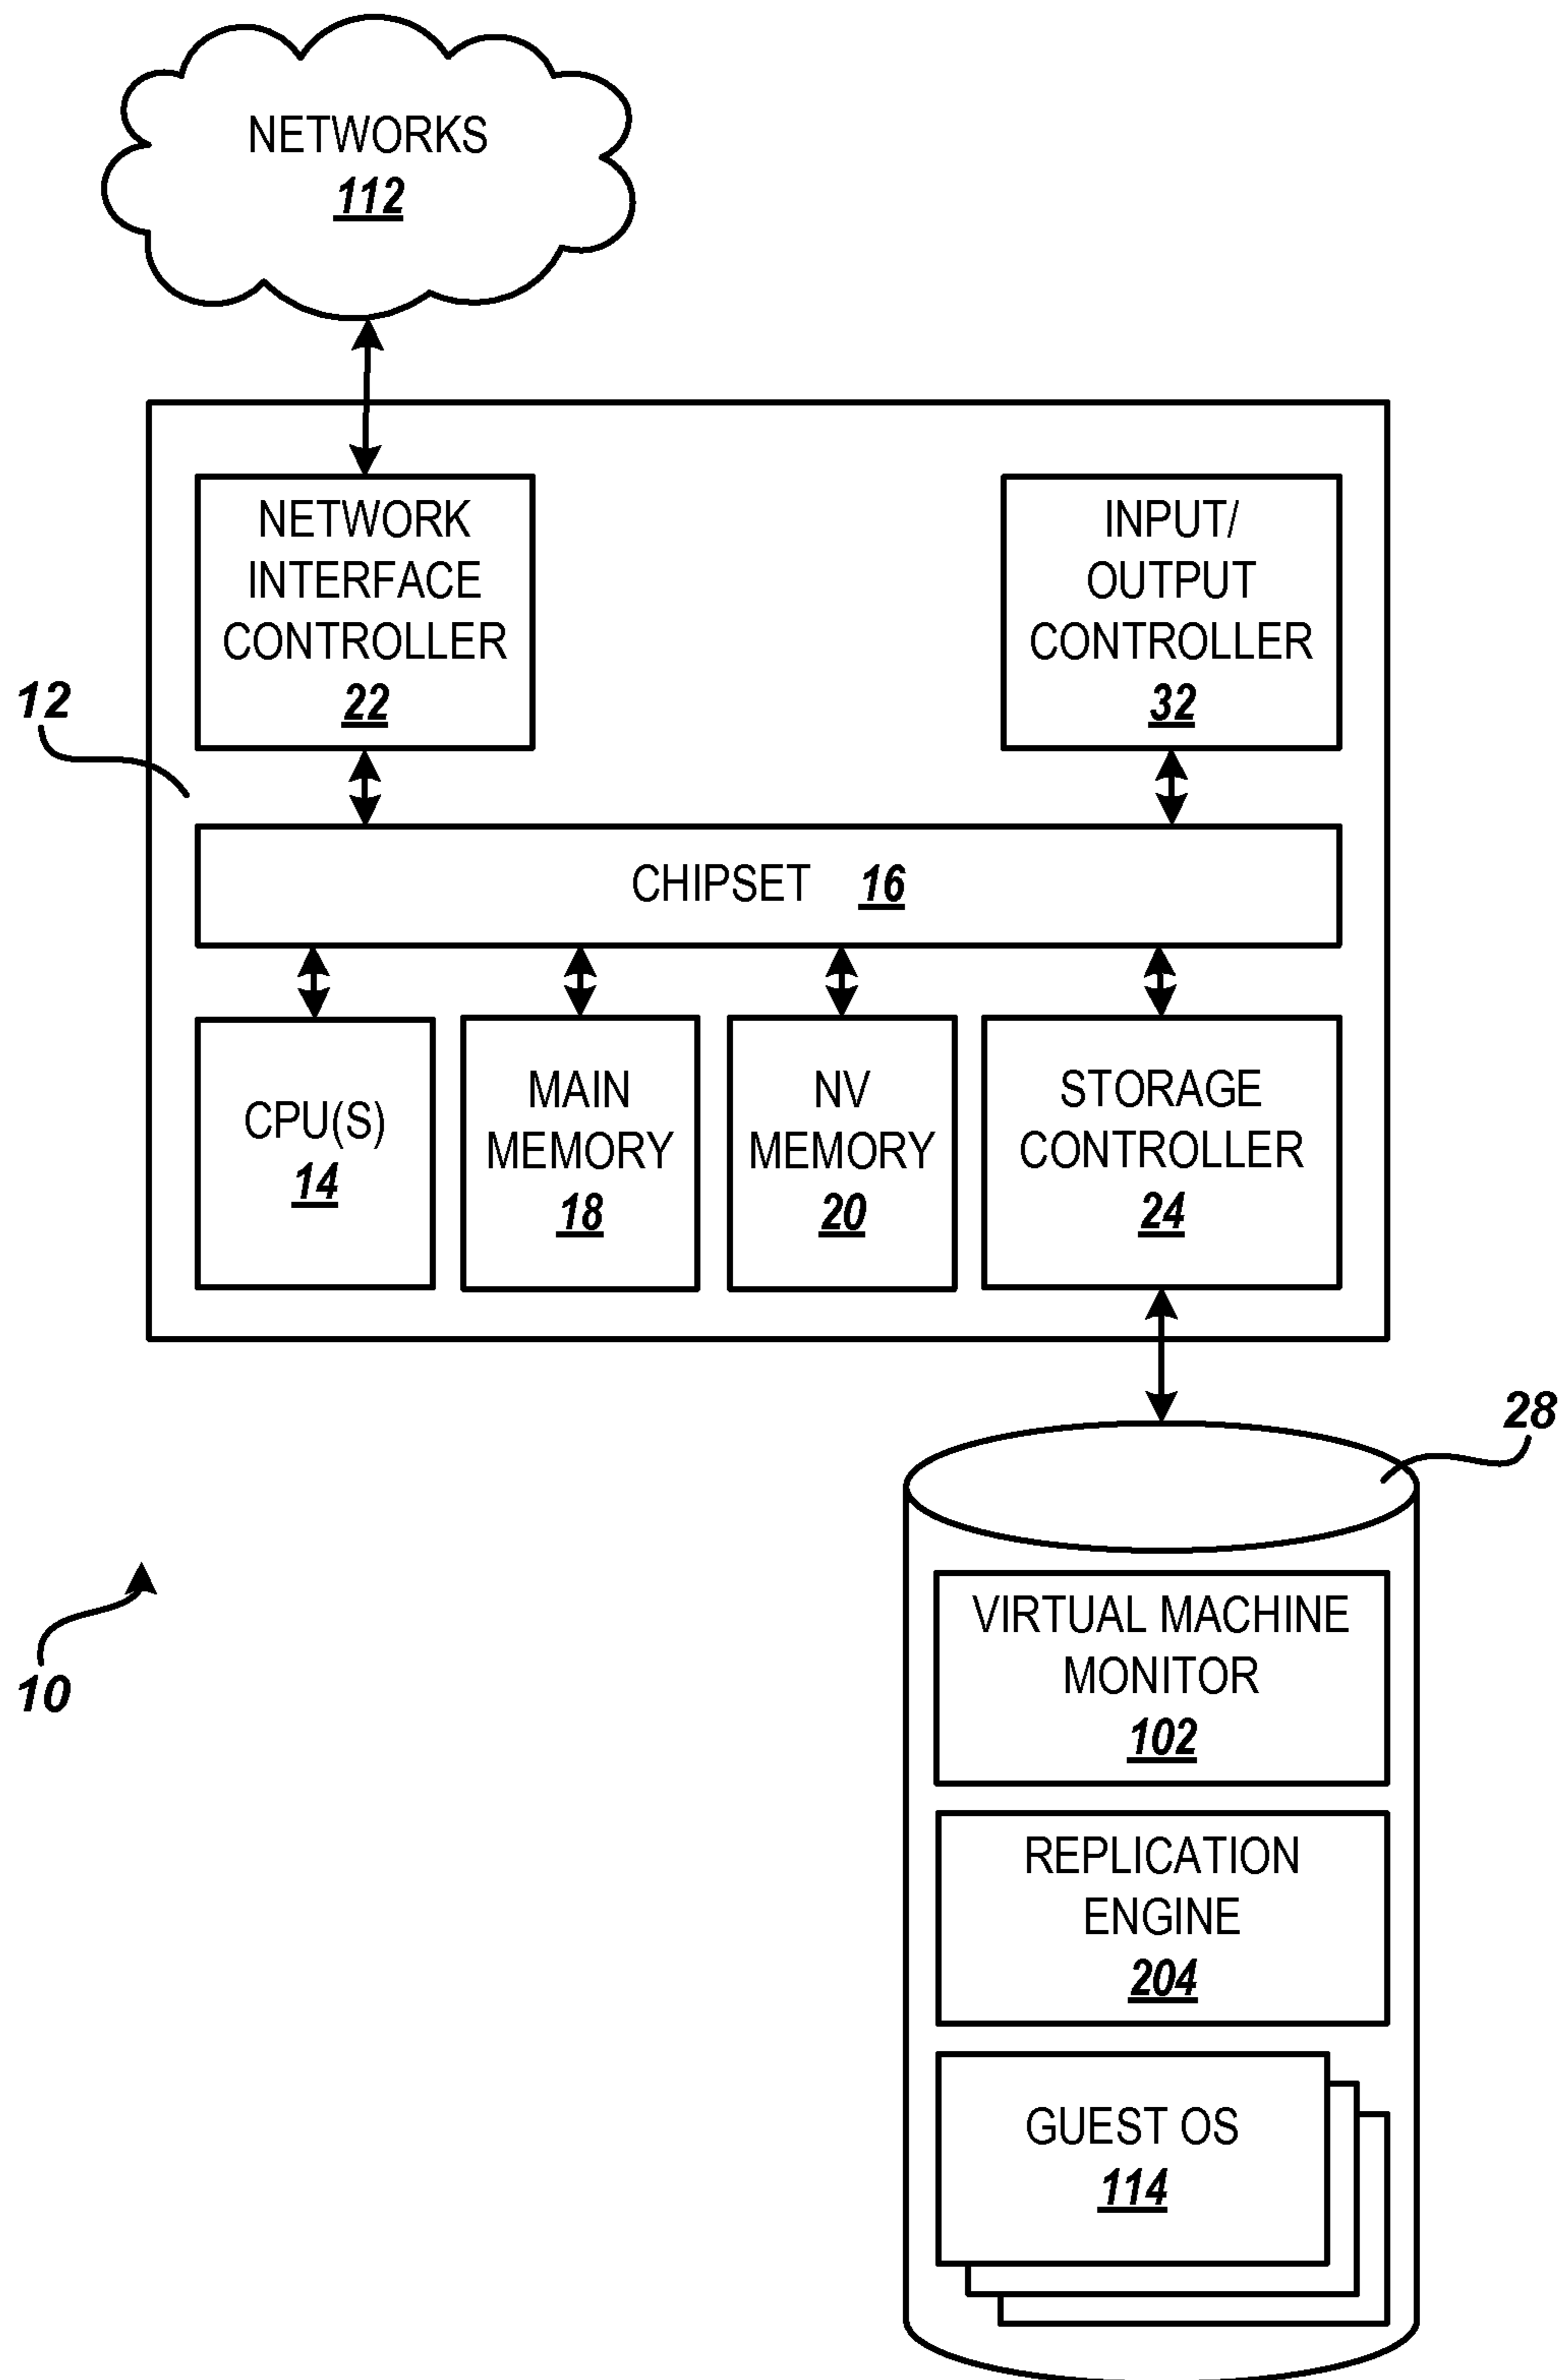 NETWORKS
112
NETWORK
INTERFACE
CONTROLLER
22
INPUT/
OUTPUT
CONTROLLER
32
12
CHIPSET 16
CPU(S)
14
MAIN
MEMORY
18
NV
MEMORY
20
STORAGE
CONTROLLER
24
28
VIRTUAL MACHINE
MONITOR
102
10
REPLICATION
ENGINE
204
GUEST OS
114